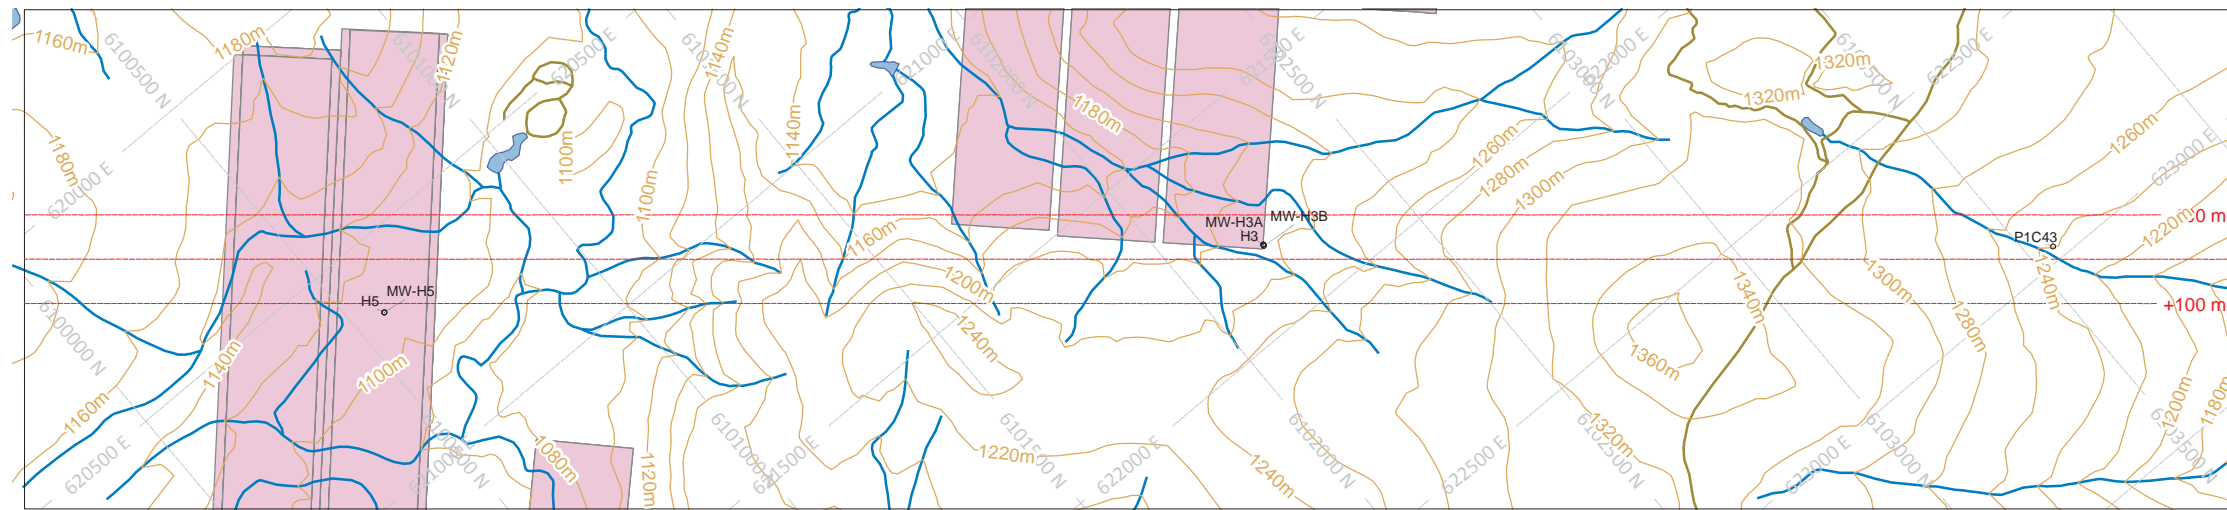 1160m
1180m
6100500 N
6101000 N
1120m
620500 E
6101000 N
1140m
621000 E
6102000 N
6102500 N
6103000 N
622000 E
1320m
622500 E
1320m
1180m
1180m
620000 E
1140m
1100m
1100m
1260m
1280m
1300m
1260m
623000 E
1220m
MW-H3A
MW-H3B
H3
P1C43
0 m
+100 m
1160m
1200m
1240m
H5
MW-H5
6100000 N
1140m
1100m
1160m
1340m
1300m
1280m
1240m
1360m
1200m
1180m
620500 E
621000 E
1080m
1120m
621500 E
6101500 N
1220m
622000 E
1240m
6102000 N
622500 E
6102500 N
1320m
623000 E
6103000 N
6103500 N